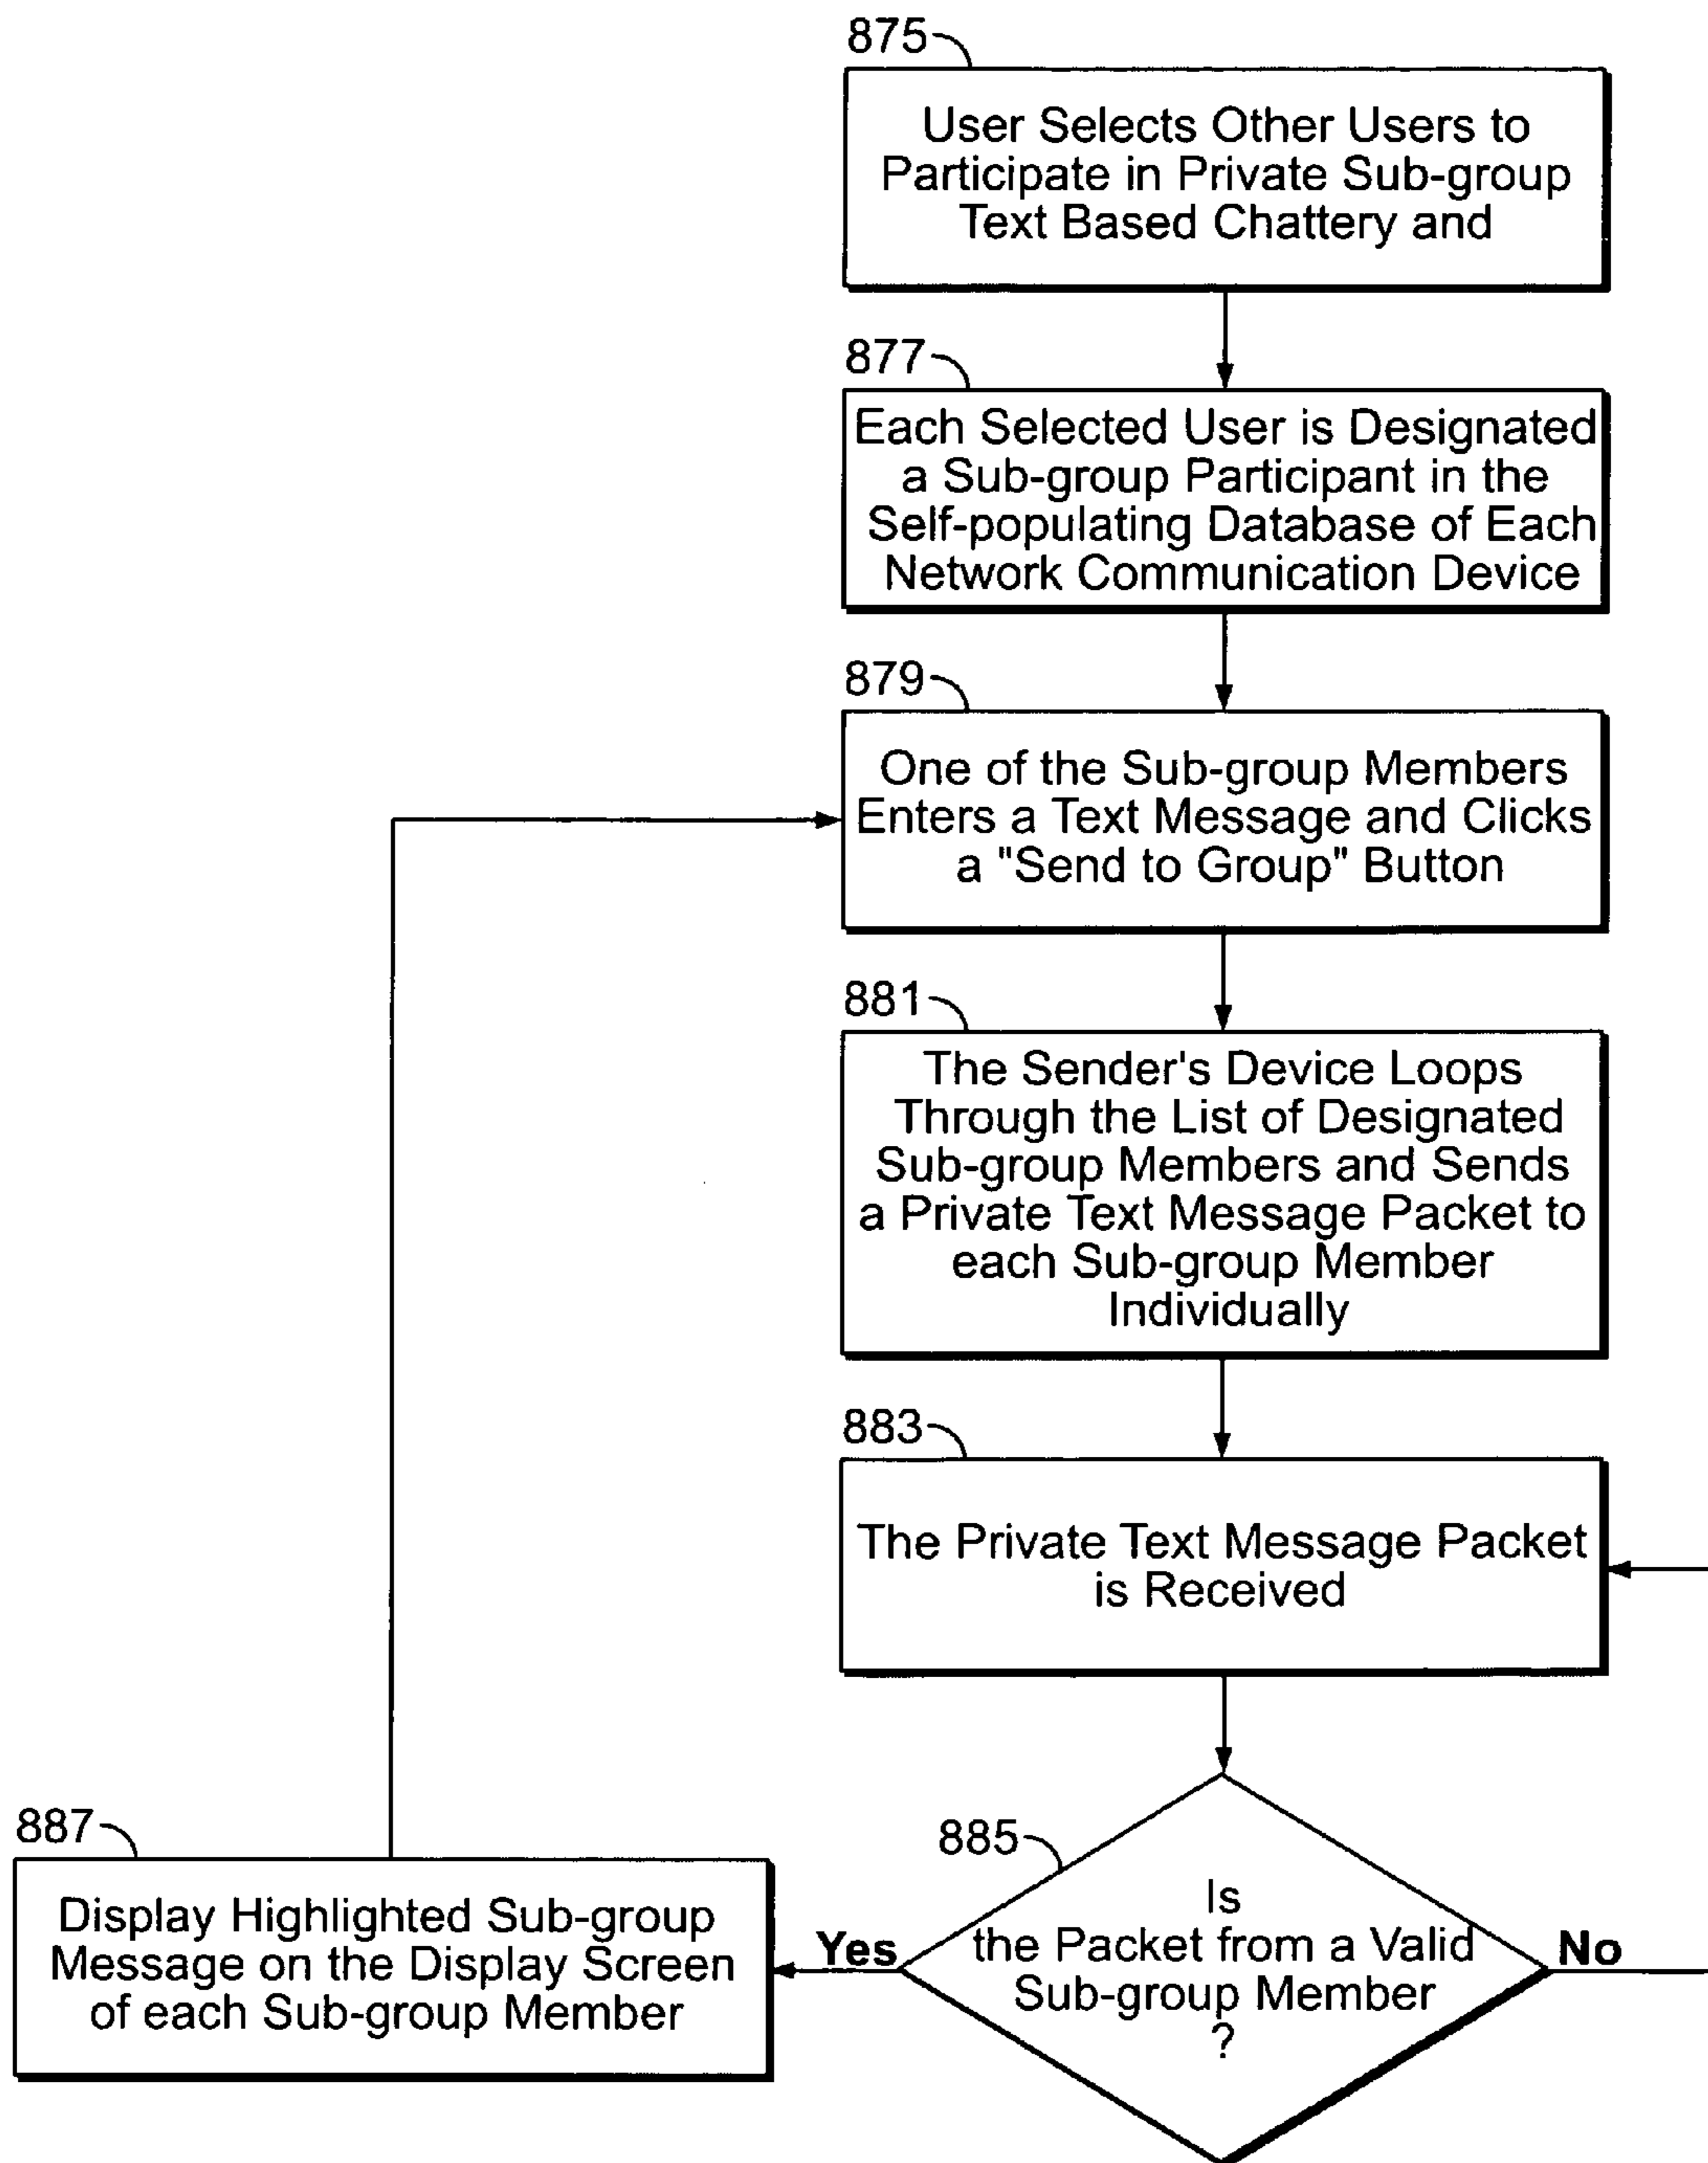 875
User Selects Other Users to
Participate in Private Sub-group
Text Based Chattery and
877
Each Selected User is Designated
a Sub-group Participant in the
Self-populating Database of Each
Network Communication Device
879
One of the Sub-group Members
Enters a Text Message and Clicks
a "Send to Group" Button
881
The Sender's Device Loops
Through the List of Designated
Sub-group Members and Sends
a Private Text Message Packet to
each Sub-group Member
Individually
883
The Private Text Message Packet
is Received
885
Is
the Packet from a Valid
Sub-group Member
?
Yes
No
887
Display Highlighted Sub-group
Message on the Display Screen
of each Sub-group Member